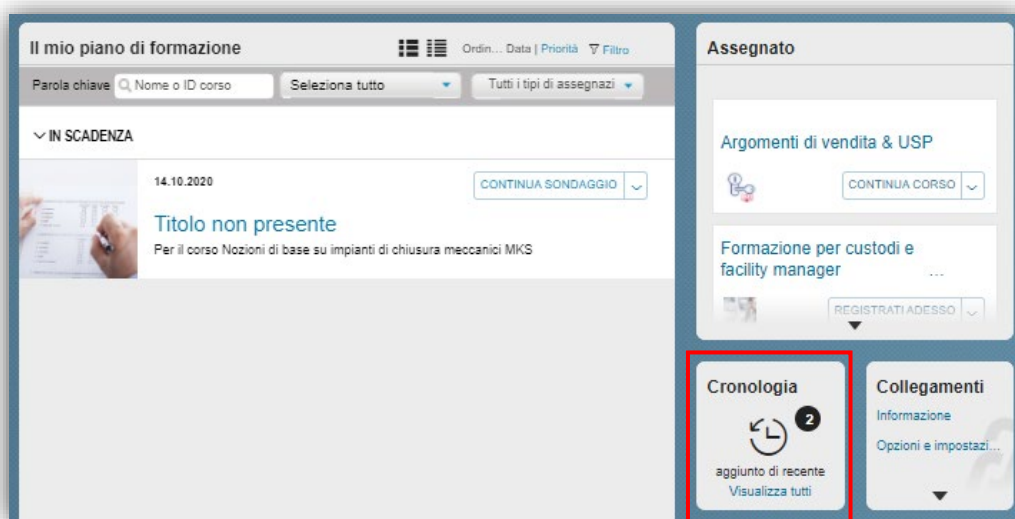 Il mio piano di formazione
Ordin... Data | Priorità Filtro
Parola chiave Nome o ID corso Seleziona tutto Tutti i tipi di assegnazi
IN SCADENZA
14.10.2020
CONTINUA SONDAGGIO
Titolo non presente
Per il corso Nozioni di base su impianti di chiusura meccanici MKS
Assegnato
Argomenti di vendita & USP
CONTINUA CORSO
Formazione per custodi e
facility manager ...
REGISTRATI ADESSO
Cronologia
2
aggiunto di recente
Visualizza tutti
Collegamenti
Informazione
Opzioni e impostazi...